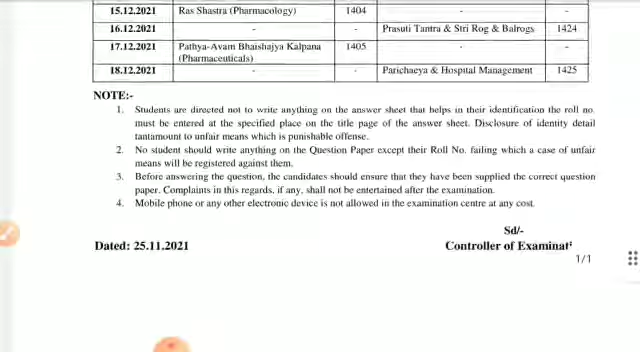 15.12.2021 Ras Shastra (Pharmacology) 1404 - -
16.12.2021 - - Prasuti Tantra & Stri Rog & Balrogs 1424
17.12.2021 Pathya-Avam Bhaishajya Kalpana 1405 - -
(Pharmaceuticals)
18.12.2021 - - Parichaeya & Hospital Management 1425
NOTE:-
1. Students are directed not to write anything on the answer sheet that helps in their identification the roll no.
must be entered at the specified place on the title page of the answer sheet. Disclosure of identity detail
tantamount to unfair means which is punishable offense.
2. No student should write anything on the Question Paper except their Roll No. failing which a case of unfair
means will be registered against them.
3. Before answering the question, the candidates should ensure that they have been supplied the correct question
paper. Complaints in this regards, if any, shall not be entertained after the examination.
4. Mobile phone or any other electronic device is not allowed in the examination centre at any cost.
Sd/-
Dated: 25.11.2021 Controller of Examinat
1/1